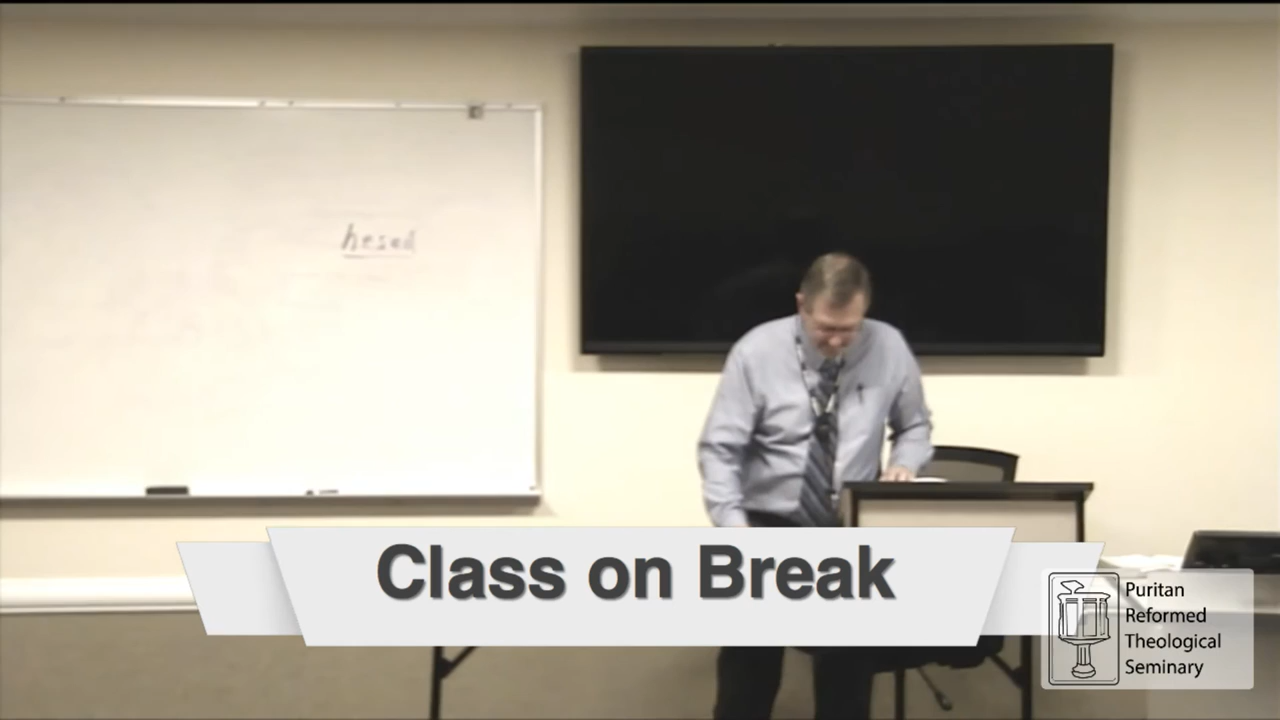 hesed
Class on Break
Puritan
Reformed
Theological
Seminary